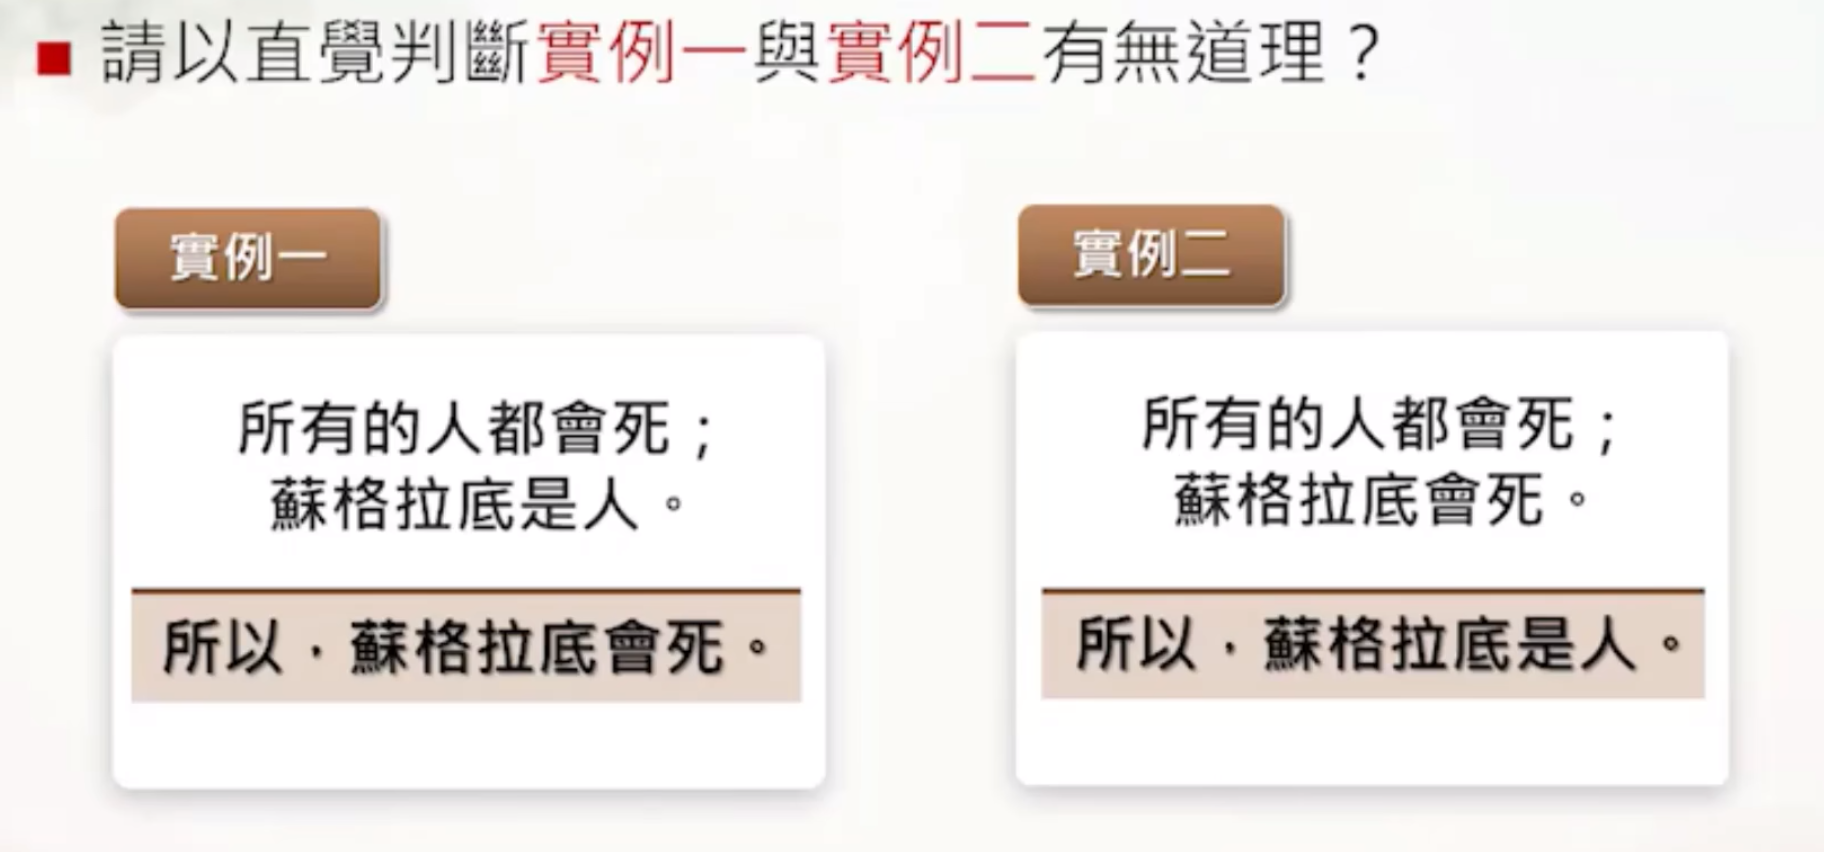 請以直覺判斷實例一與實例二有無道理？
實例一
所有的人都會死；
蘇格拉底是人。
所以，蘇格拉底會死。
實例二
所有的人都會死；
蘇格拉底會死。
所以，蘇格拉底是人。